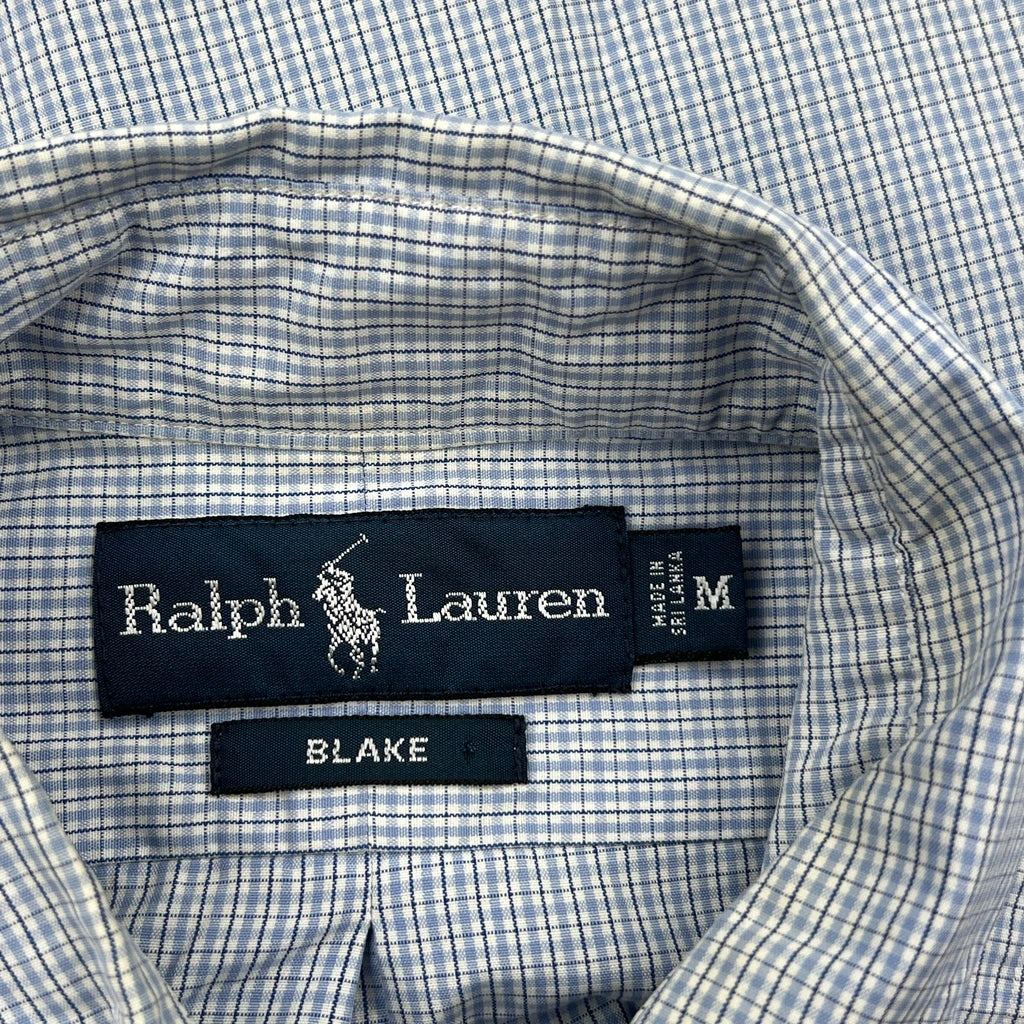 Ralph Lauren
MADE IN
SRI LANKA
M
BLAKE